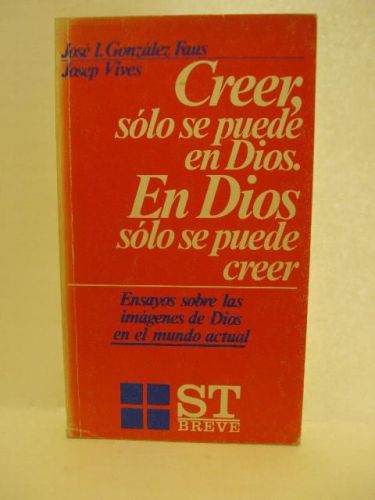 José I. González Faus
Josep Vives
Creer,
sólo se puede
en Dios.
En Dios
sólo se puede
creer
Ensayos sobre las
imágenes de Dios
en el mundo actual
ST
BREVE